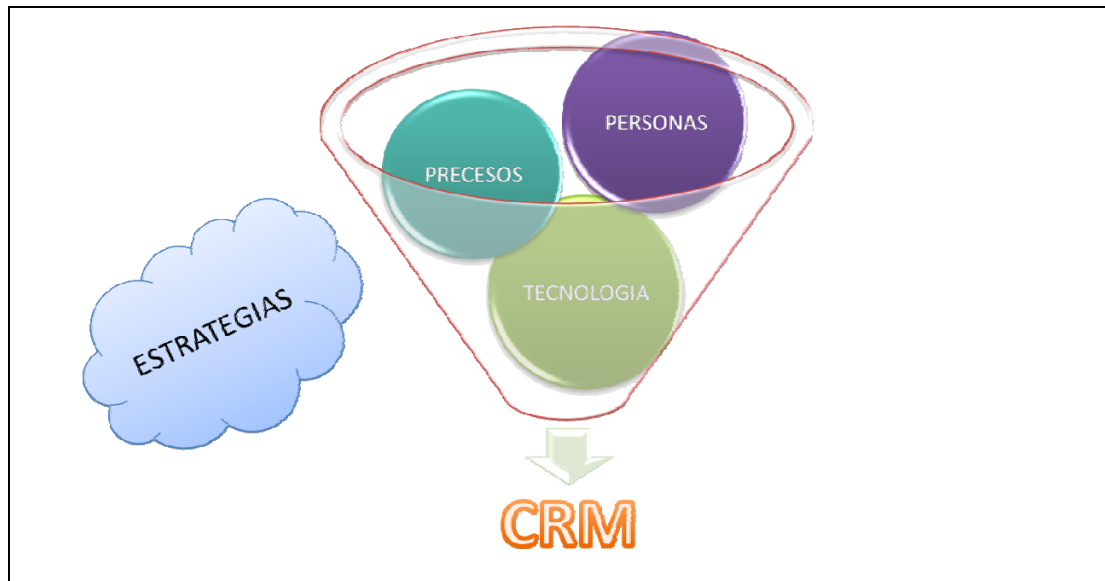 PERSONAS
PRECESOS
TECNOLOGIA
ESTRATEGIAS
CRM